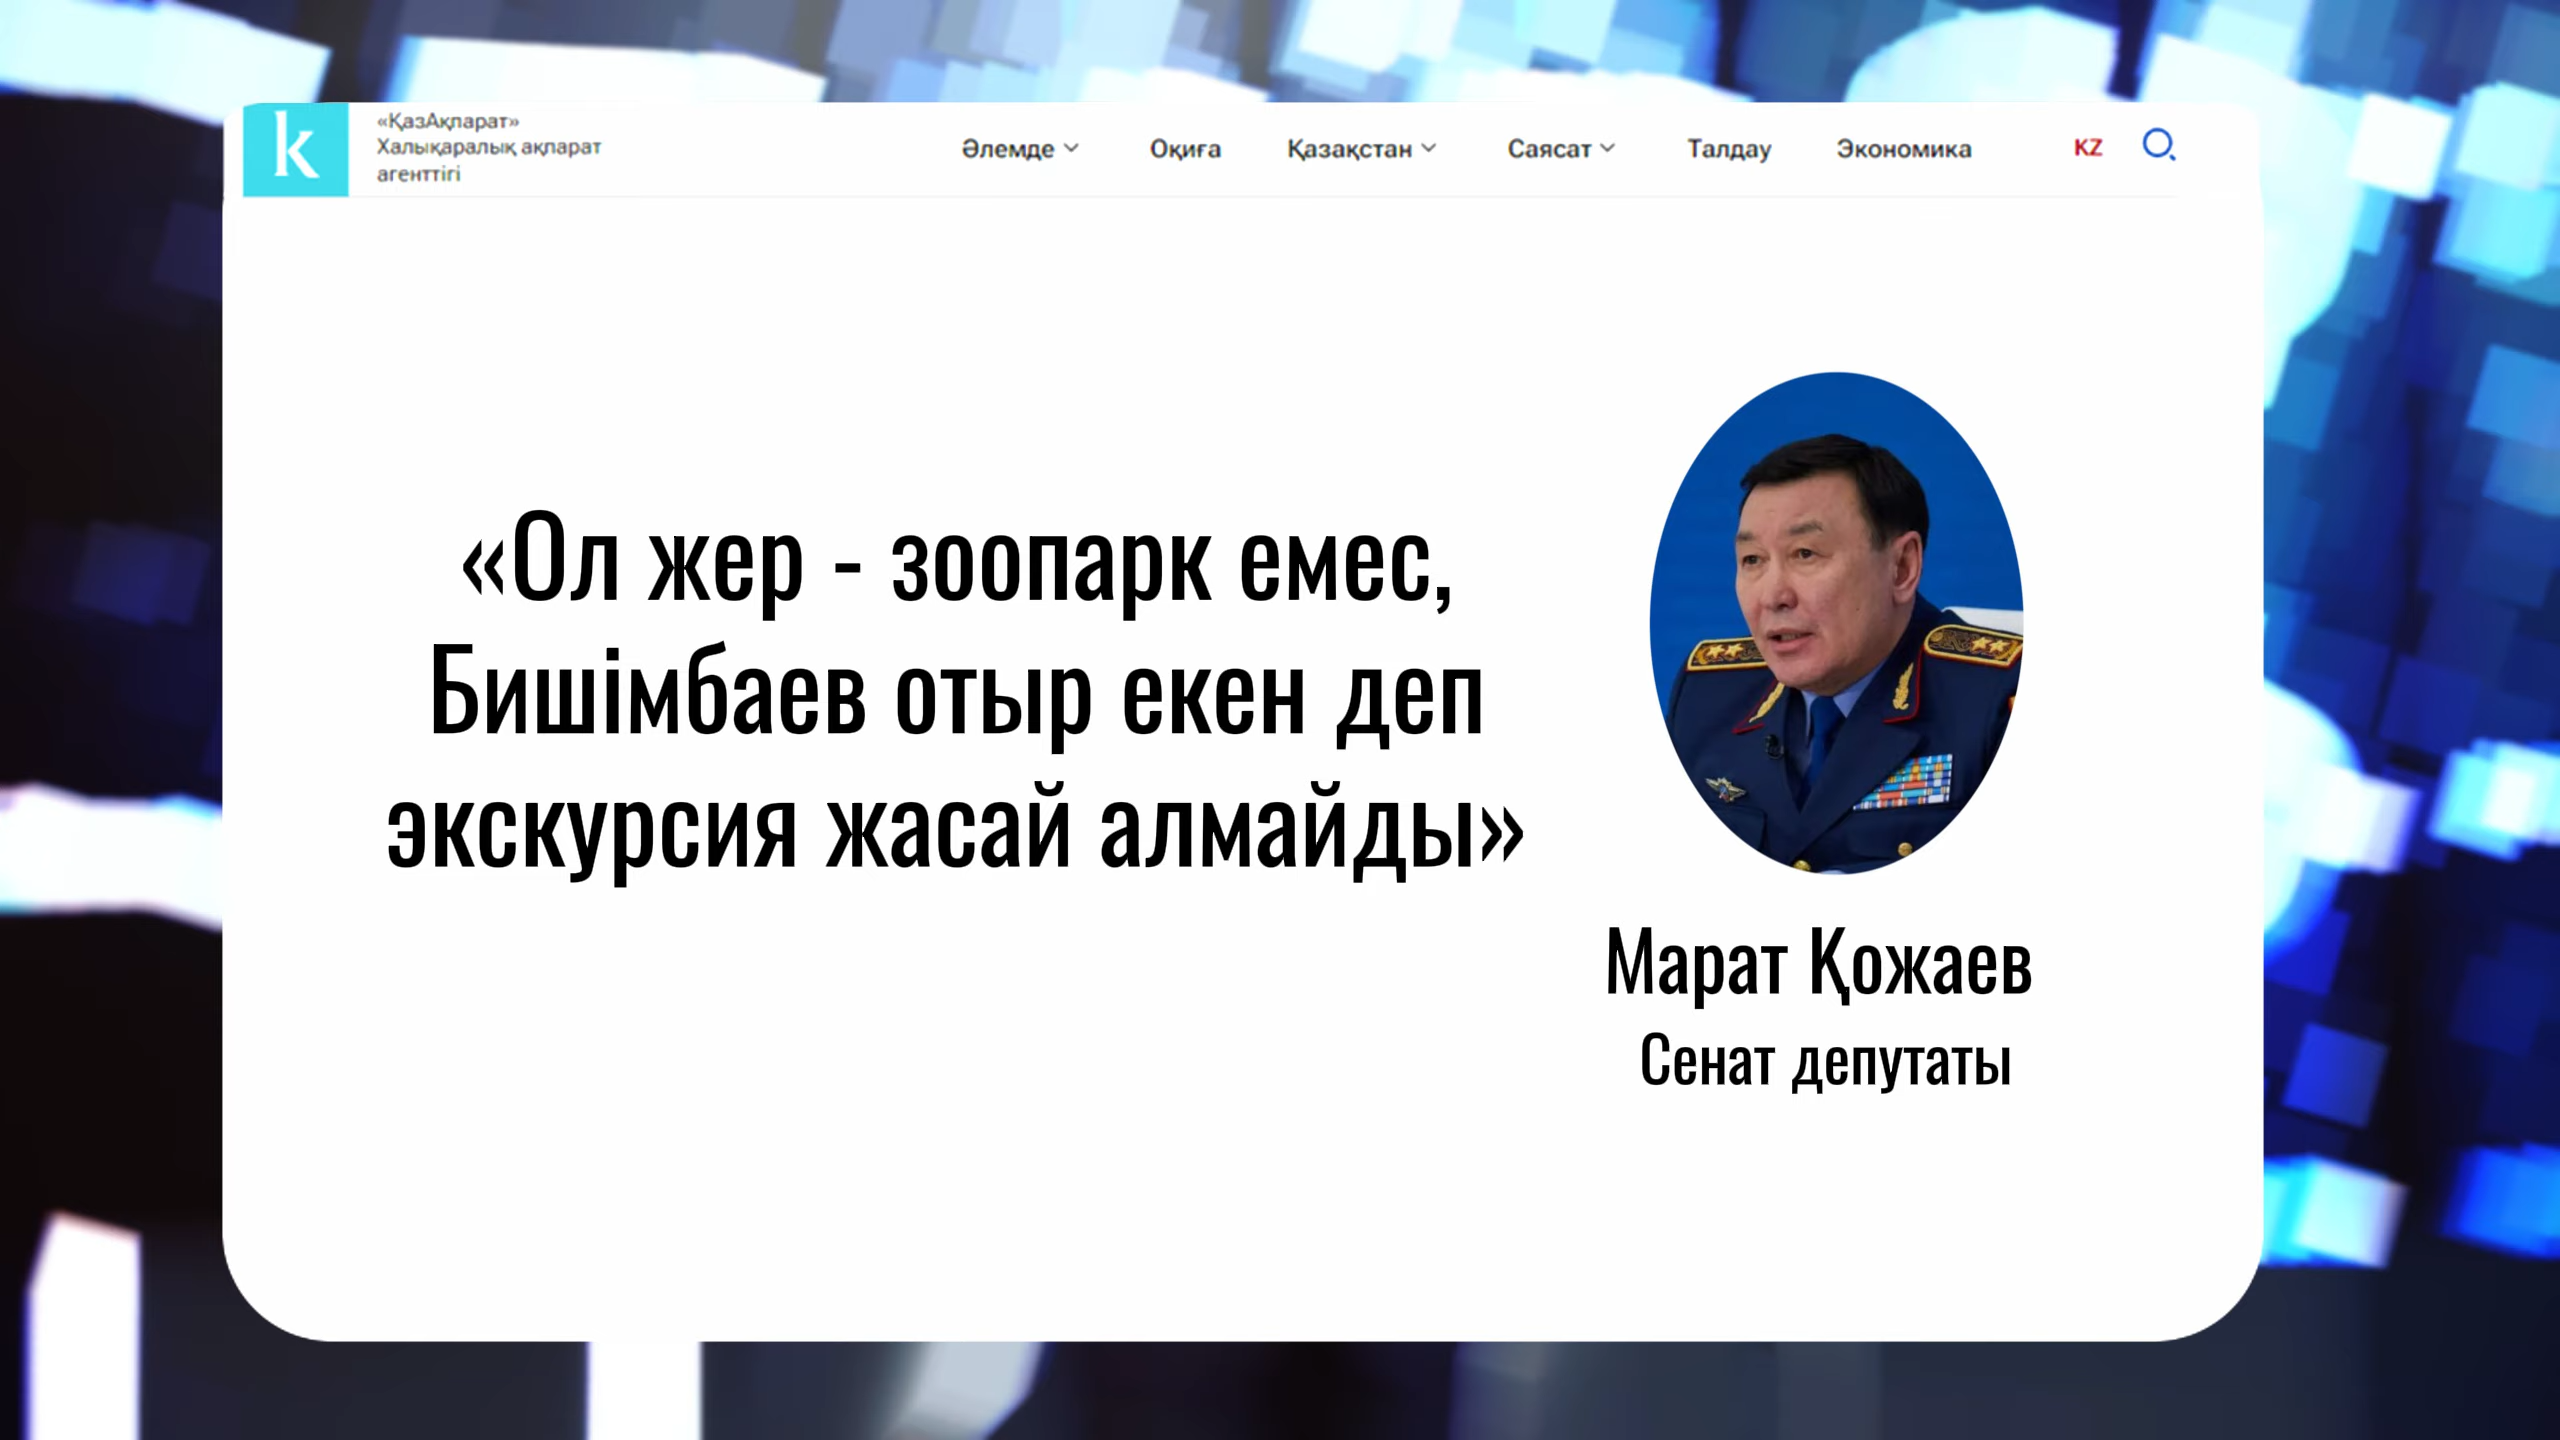 k
«ҚазАқпарат»
Халықаралық ақпарат
агенттігі
Әлемде Оқиға Қазақстан Саясат Талдау Экономика KZ
«Ол жер - зоопарк емес,
Бишімбаев отыр екен деп
экскурсия жасай алмайды»
Марат Қожаев
Сенат депутаты